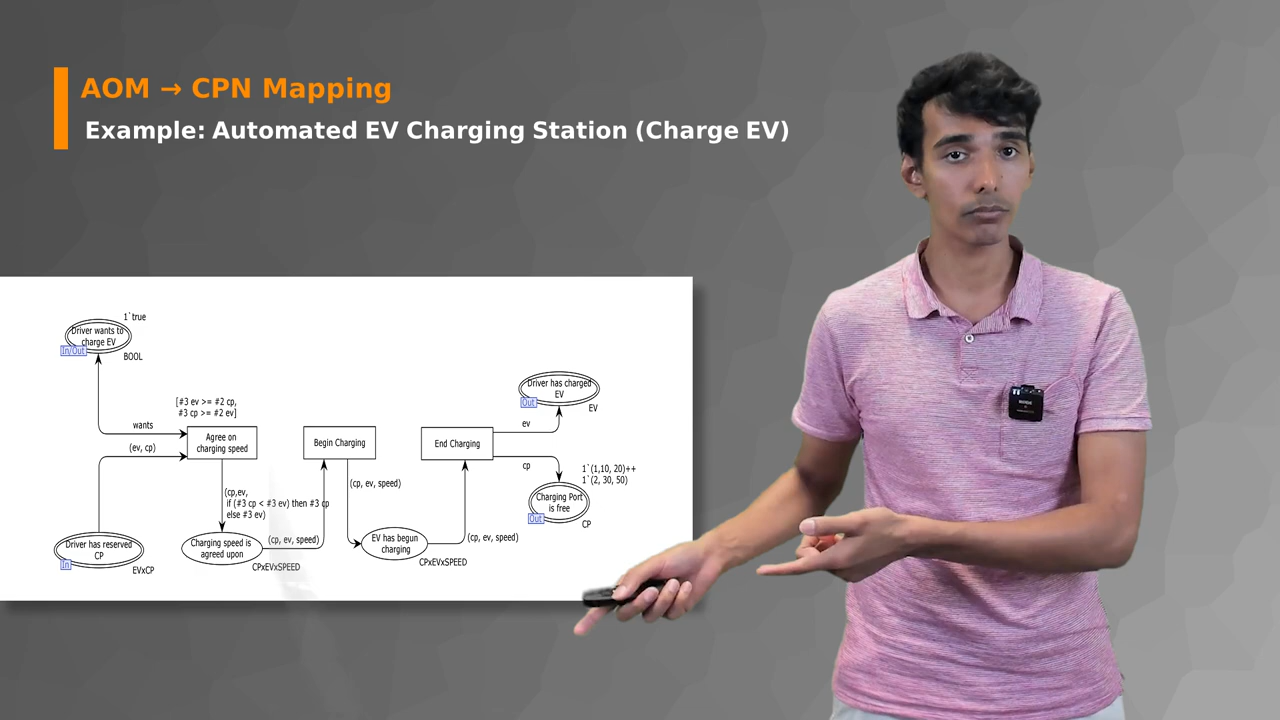 AOM → CPN Mapping
Example: Automated EV Charging Station (Charge EV)
1`true
Driver wants to
charge EV
In/Out
BOOL
[#3 ev >= #2 cp,
#3 cp >= #2 ev]
wants
(ev, cp)
Agree on
charging speed
Begin Charging
End Charging
Driver has charged
EV
Out
EV
ev
cp
1`(1,10, 20)++
1`(2, 30, 50)
Charging Port
is free
Out
CP
(cp,ev,
if (#3 cp < #3 ev) then #3 cp
else #3 ev)
(cp, ev, speed)
(cp, ev, speed)
(cp, ev, speed)
Driver has reserved
CP
In
EVxCP
Charging speed is
agreed upon
CPxEVxSPEED
EV has begun
charging
CPxEVxSPEED